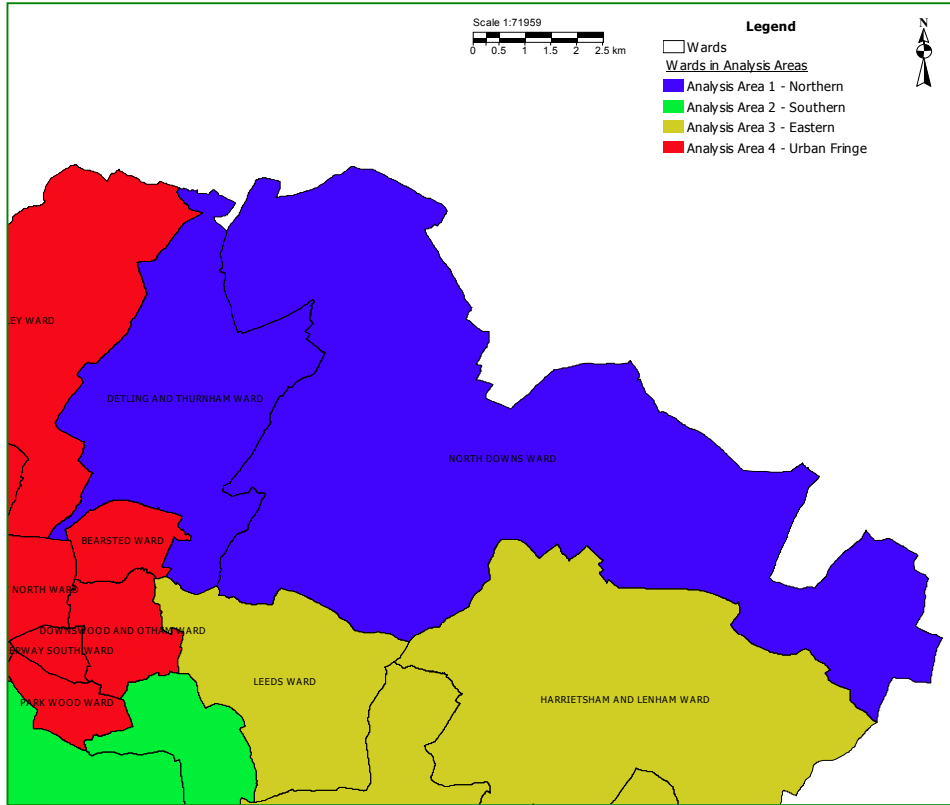 Scale 1:71959
0 0.5 1 1.5 2 2.5 km
Legend
Wards
Wards in Analysis Areas
Analysis Area 1 - Northern
Analysis Area 2 - Southern
Analysis Area 3 - Eastern
Analysis Area 4 - Urban Fringe
N
LEY WARD
DETLING AND THURNHAM WARD
NORTH DOWNS WARD
BEARSTED WARD
NORTH WARD
DOWNSWOOD AND OTHAM WARD
ERWAY SOUTH WARD
LEEDS WARD
HARRIETSHAM AND LENHAM WARD
PARK WOOD WARD